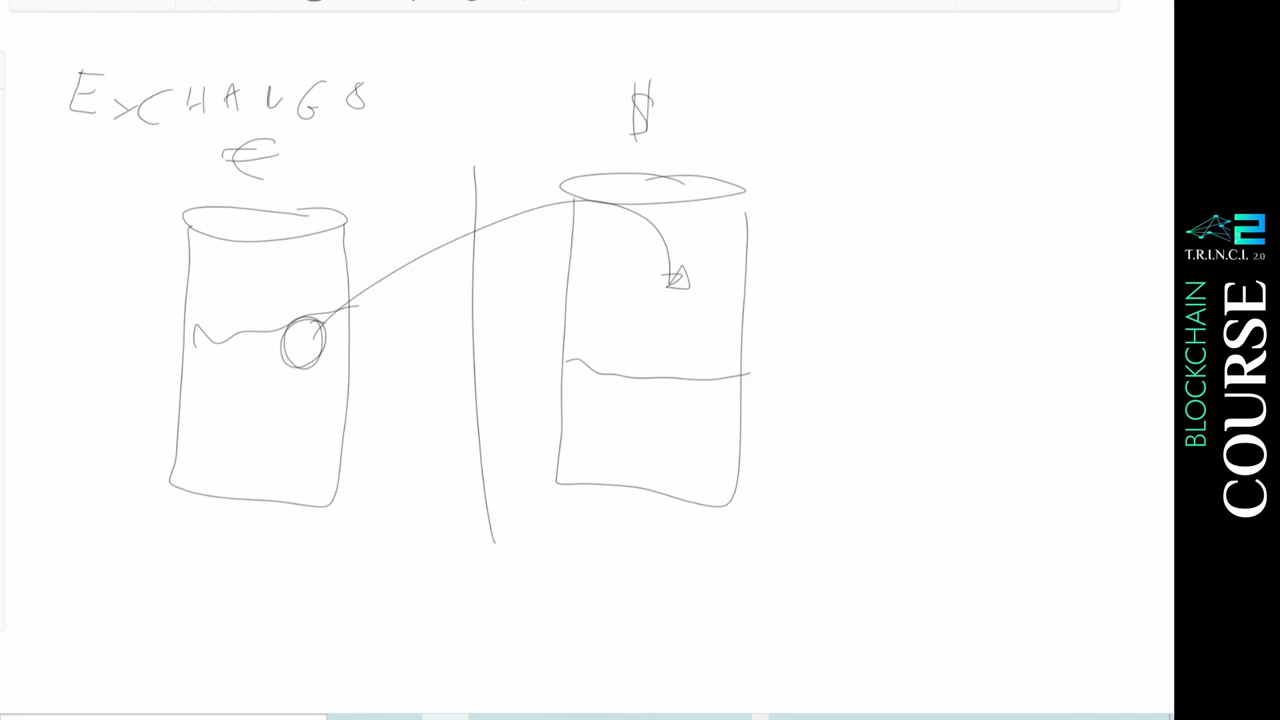 EXCHANGE
€
$
T.R.I.N.C.I. 2.0
BLOCKCHAIN
COURSE